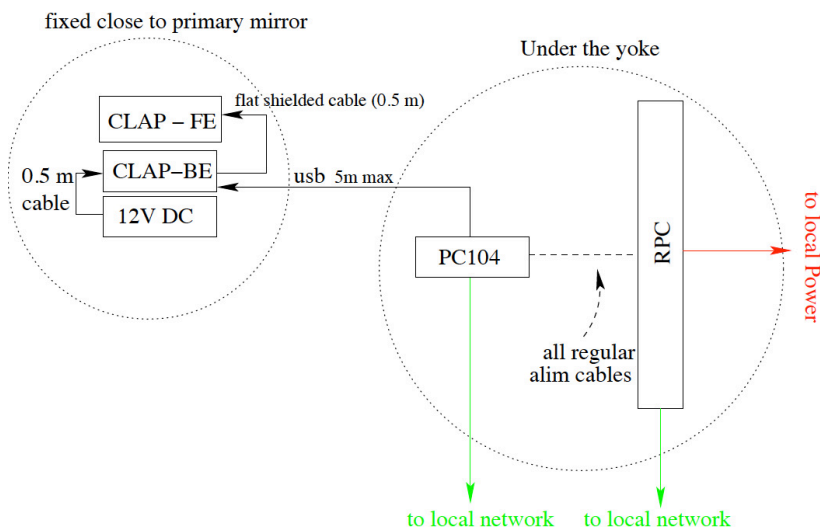 fixed close to primary mirror
Under the yoke
flat shielded cable (0.5 m)
CLAP – FE
CLAP–BE
0.5 m
cable
12V DC
usb 5m max
PC104
RPC
to local Power
all regular
alim cables
to local network
to local network